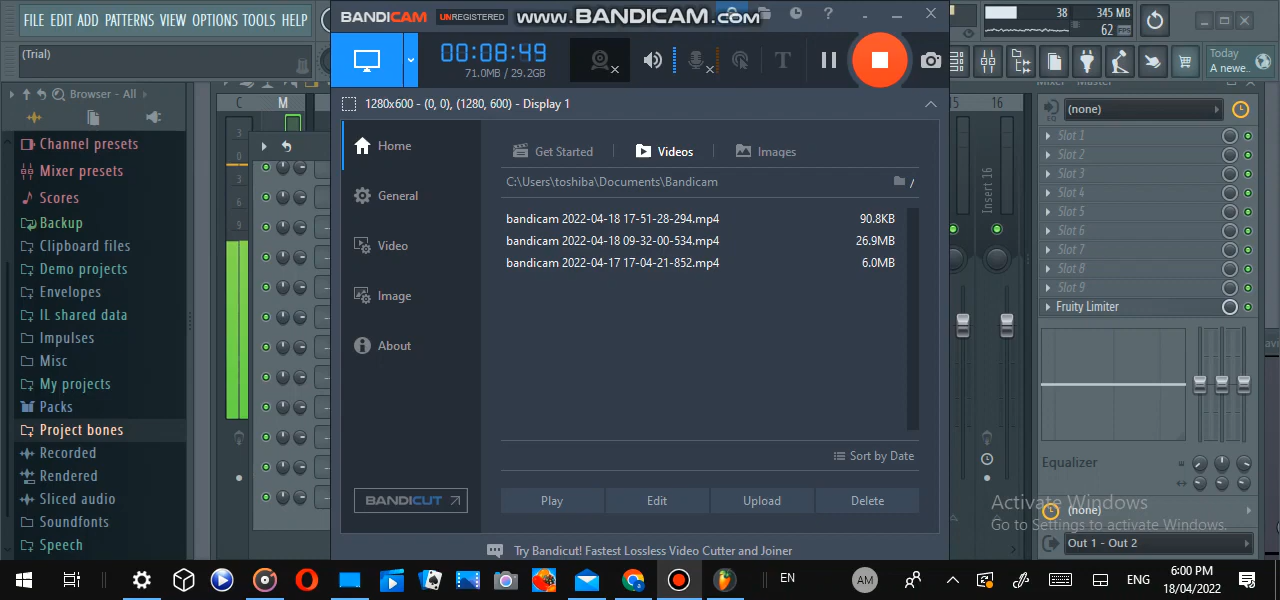 FILE EDIT ADD PATTERNS VIEW OPTIONS TOOLS HELP
(Trial)
Browser - All
Channel presets
Mixer presets
Scores
Backup
Clipboard files
Demo projects
Envelopes
IL shared data
Impulses
Misc
My projects
Packs
Project bones
Recorded
Rendered
Sliced audio
Soundfonts
Speech
C M
3
0
3
6
9
BANDICAM UNREGISTERED www.BANDICAM.com
00:08:49
71.0MB / 29.2GB
1280x600 - (0, 0), (1280, 600) - Display 1
Home
General
Video
Image
About
BANDICUT
Get Started
Videos
Images
C:\Users\toshiba\Documents\Bandicam
bandicam 2022-04-18 17-51-28-294.mp4 90.8KB
bandicam 2022-04-18 09-32-00-534.mp4 26.9MB
bandicam 2022-04-17 17-04-21-852.mp4 6.0MB
Sort by Date
Play Edit Upload Delete
Try Bandicut! Fastest Lossless Video Cutter and Joiner
38 345 MB
62
Today
A newe..
15 16
Insert 16
(none)
Slot 1
Slot 2
Slot 3
Slot 4
Slot 5
Slot 6
Slot 7
Slot 8
Slot 9
Fruity Limiter
Equalizer
(none)
Out 1 - Out 2
Activate Windows
Go to Settings to activate Windows.
EN
AM
ENG
6:00 PM
18/04/2022